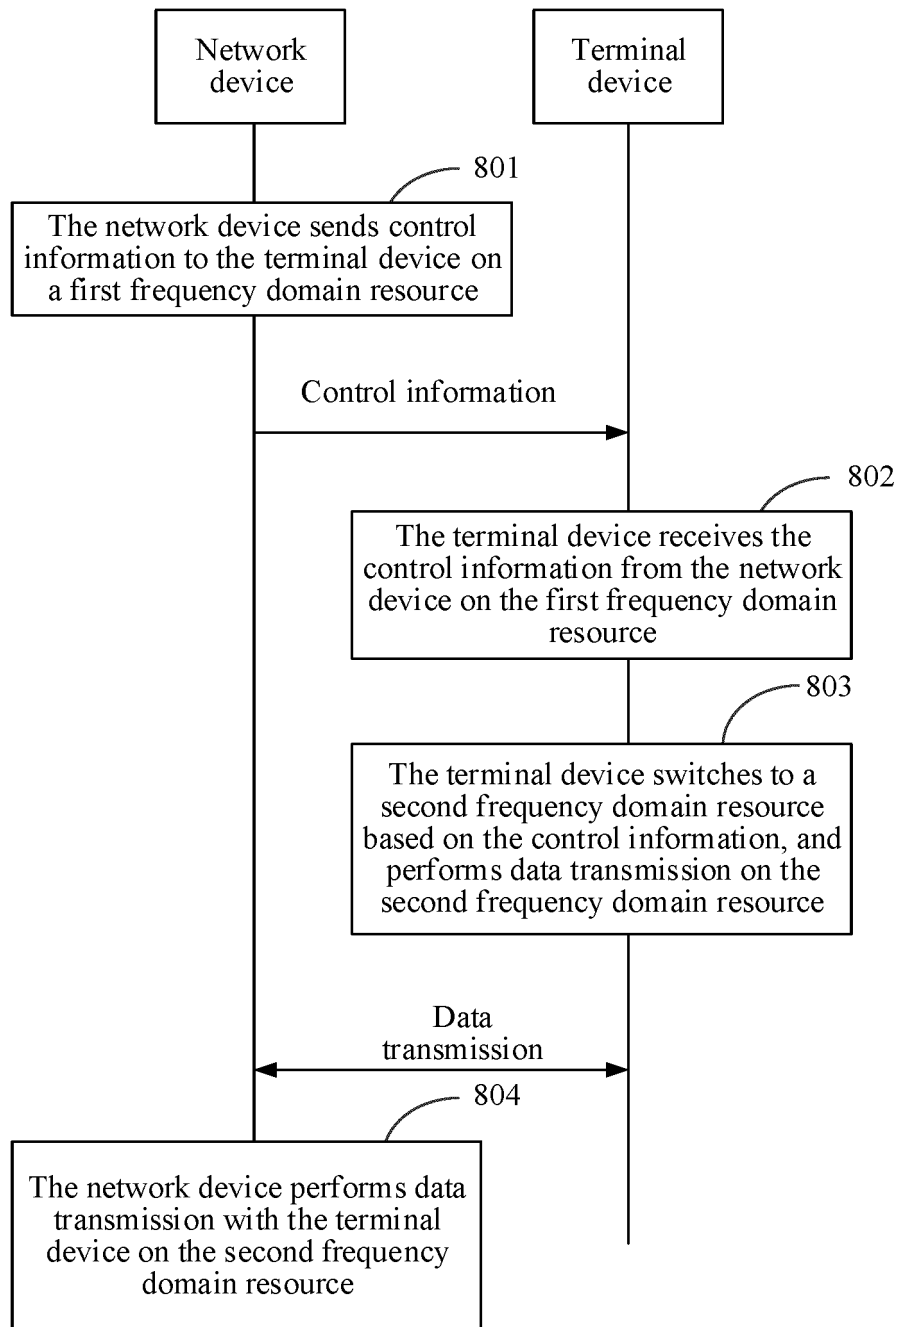 Network
device
Terminal
device
801
The network device sends control
information to the terminal device on
a first frequency domain resource
Control information
802
The terminal device receives the
control information from the network
device on the first frequency domain
resource
803
The terminal device switches to a
second frequency domain resource
based on the control information, and
performs data transmission on the
second frequency domain resource
Data
transmission
804
The network device performs data
transmission with the terminal
device on the second frequency
domain resource